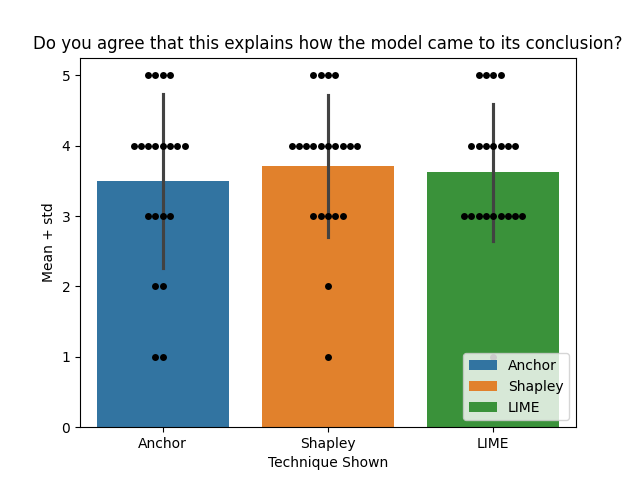 Do you agree that this explains how the model came to its conclusion?
5
4
3
2
1
0
Mean + std
Anchor
Shapley
LIME
Anchor
Shapley
LIME
Technique Shown